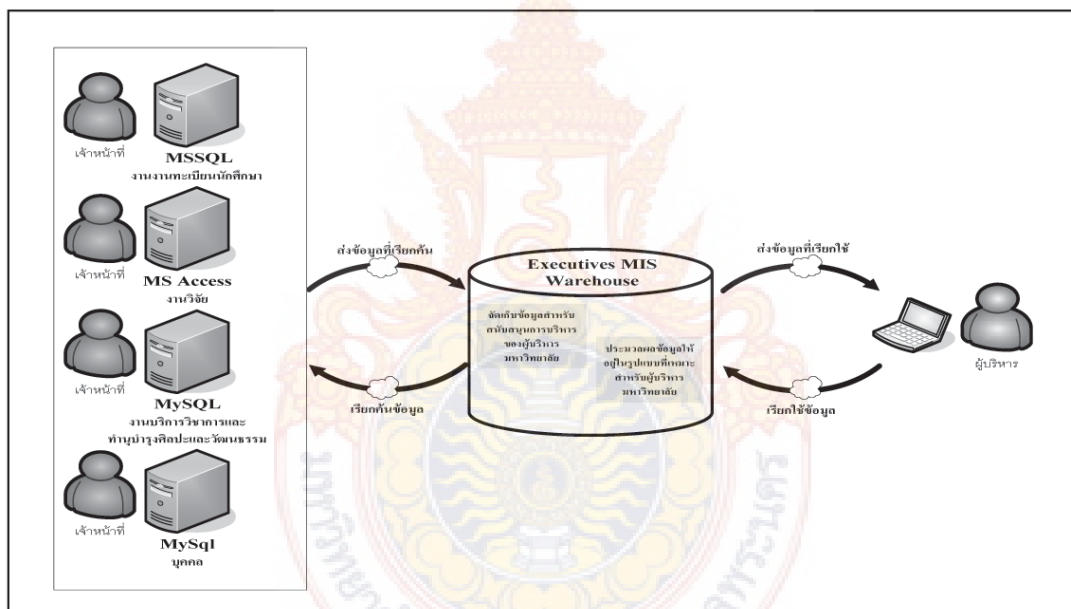 เจ้าหน้าที่
MSSQL
งานงานทะเบียนนักศึกษา
เจ้าหน้าที่
MS Access
งานวิจัย
เจ้าหน้าที่
MySQL
งานบริการวิชาการและ
ทำนุบำรุงศิลปะและวัฒนธรรม
เจ้าหน้าที่
MySql
บุคคล
ส่งข้อมูลที่เรียกค้น
เรียกค้นข้อมูล
Executives MIS
Warehouse
จัดเก็บข้อมูลสำหรับ
สนับสนุนการบริหาร
ของผู้บริหาร
มหาวิทยาลัย
ประมวลผลข้อมูลให้
อยู่ในรูปแบบที่เหมาะ
สำหรับผู้บริหาร
มหาวิทยาลัย
ส่งข้อมูลที่เรียกใช้
เรียกใช้ข้อมูล
ผู้บริหาร